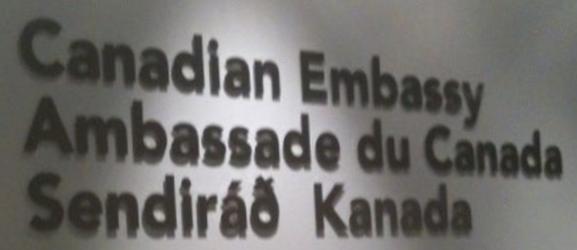 Canadian Embassy
Ambassade du Canada
Sendiráð Kanada